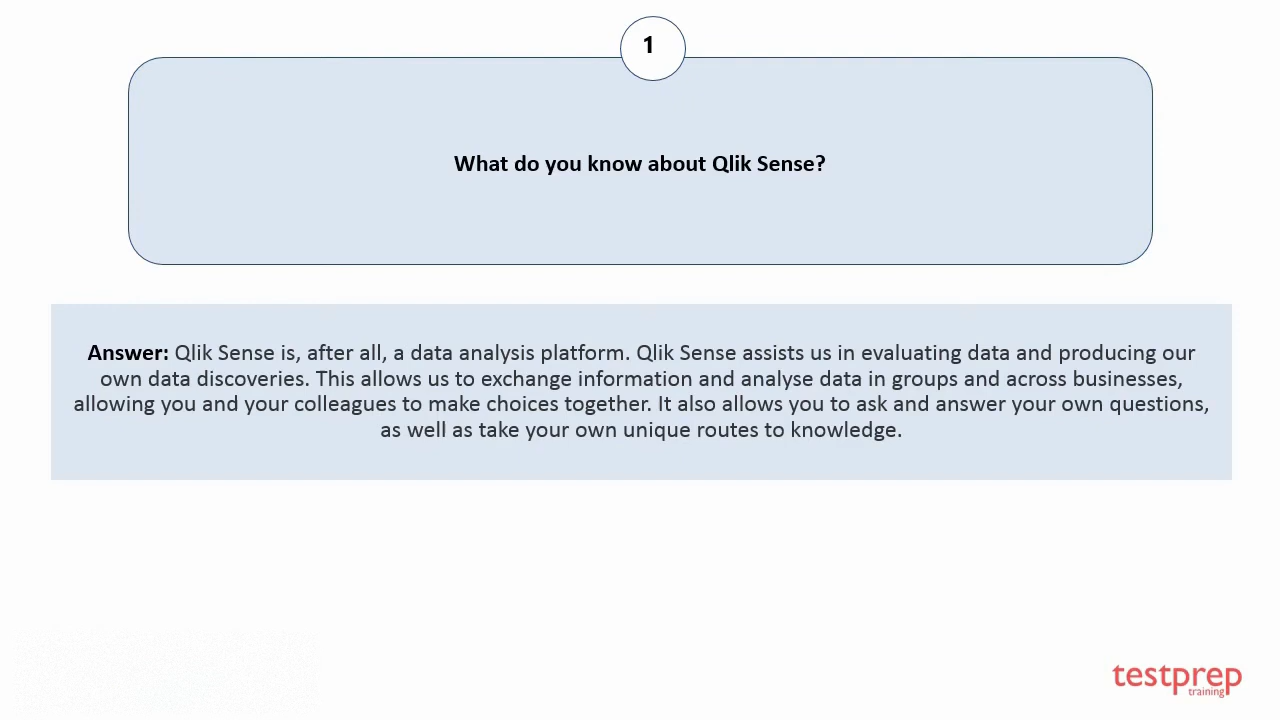 1
What do you know about Qlik Sense?
Answer: Qlik Sense is, after all, a data analysis platform. Qlik Sense assists us in evaluating data and producing our
own data discoveries. This allows us to exchange information and analyse data in groups and across businesses,
allowing you and your colleagues to make choices together. It also allows you to ask and answer your own questions,
as well as take your own unique routes to knowledge.
testprep
training